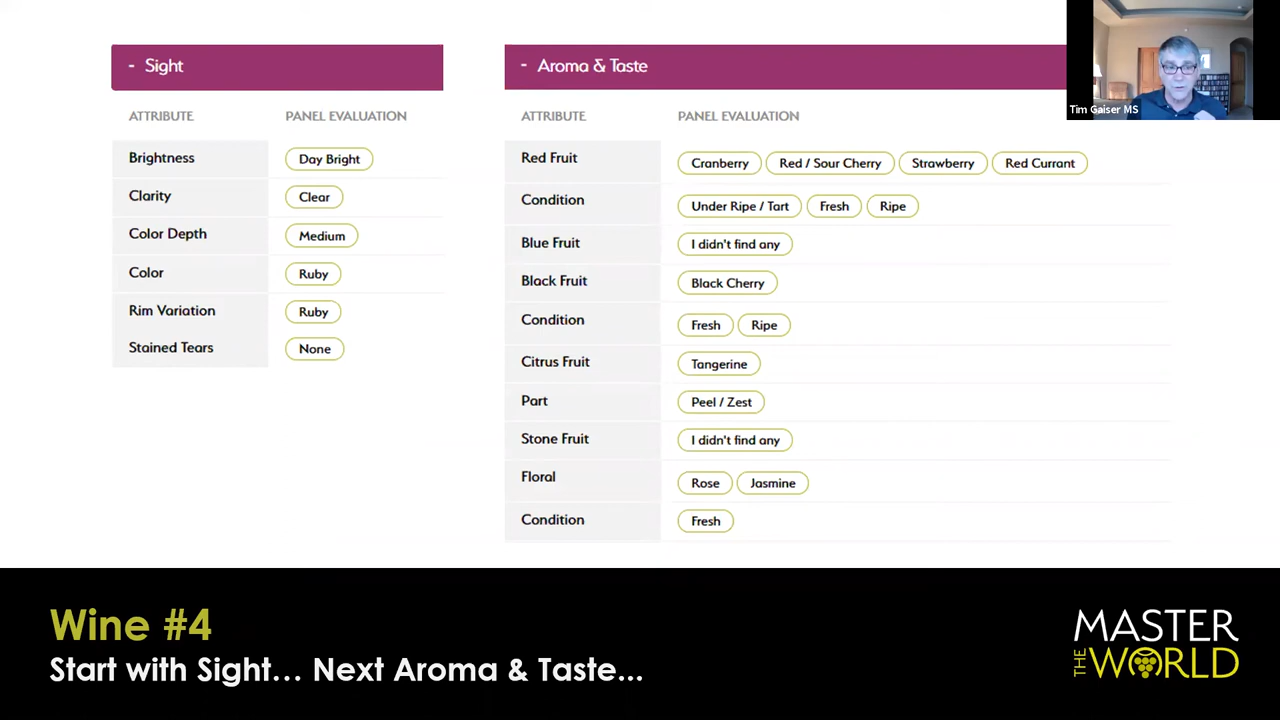 - Sight
ATTRIBUTE PANEL EVALUATION
Brightness Day Bright
Clarity Clear
Color Depth Medium
Color Ruby
Rim Variation Ruby
Stained Tears None
- Aroma & Taste
ATTRIBUTE PANEL EVALUATION
Red Fruit Cranberry Red / Sour Cherry Strawberry Red Currant
Condition Under Ripe / Tart Fresh Ripe
Blue Fruit I didn't find any
Black Fruit Black Cherry
Condition Fresh Ripe
Citrus Fruit Tangerine
Part Peel / Zest
Stone Fruit I didn't find any
Floral Rose Jasmine
Condition Fresh
Tim Gaiser MS
Wine #4
Start with Sight... Next Aroma & Taste...
MASTER
THE WORLD